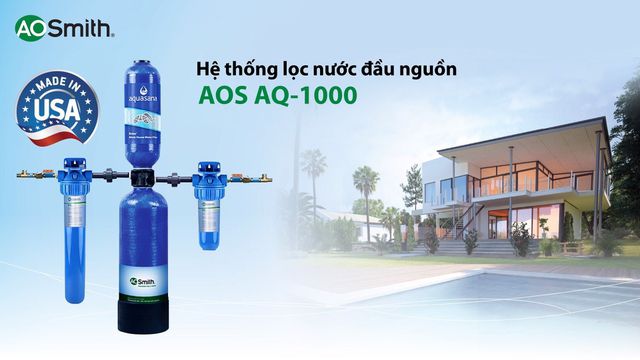 AOSmith®
Hệ thống lọc nước đầu nguồn
AOS AQ-1000
MADE IN
USA
aquasana
AOSmith